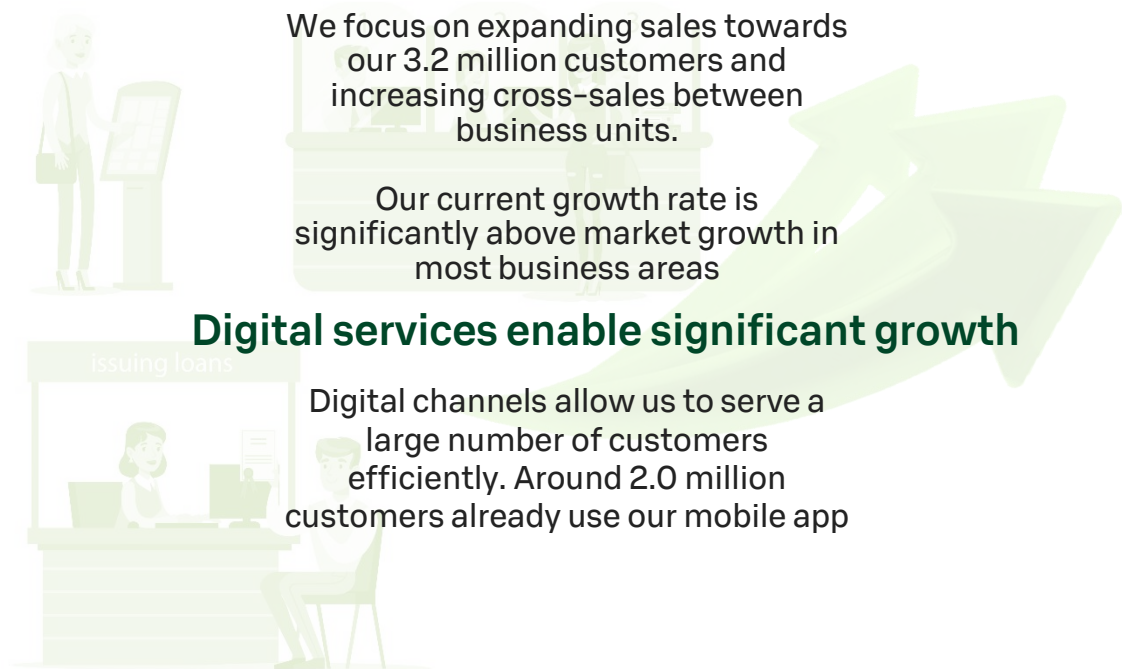 We focus on expanding sales towards
our 3.2 million customers and
increasing cross-sales between
business units.
Our current growth rate is
significantly above market growth in
most business areas
Digital services enable significant growth
issuing loans
Digital channels allow us to serve a
large number of customers
efficiently. Around 2.0 million
customers already use our mobile app